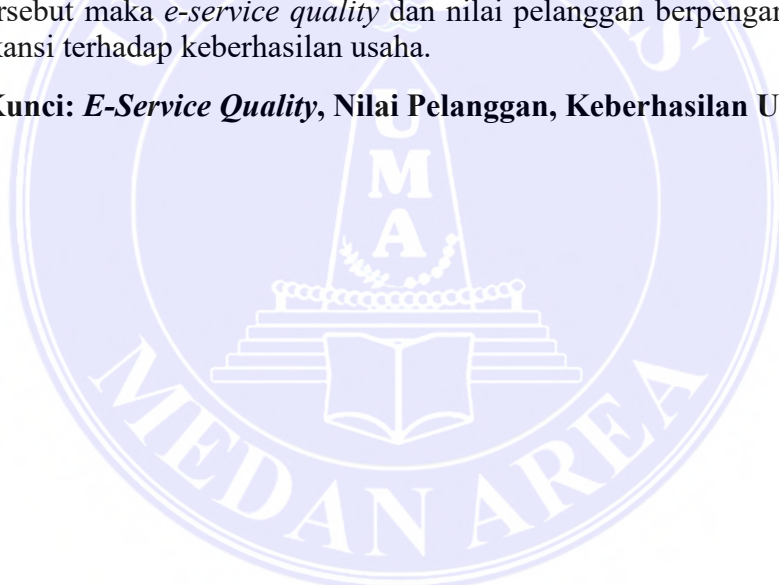 rsebut maka e-service quality dan nilai pelanggan berpengar
kansi terhadap keberhasilan usaha.
Kunci: E-Service Quality, Nilai Pelanggan, Keberhasilan U
U
M
A
MEDAN AREA